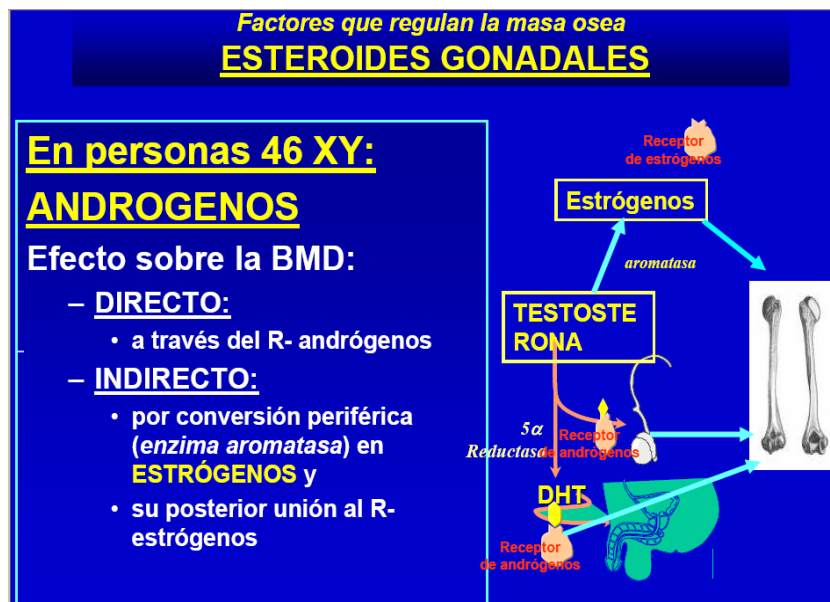 Factores que regulan la masa osea
ESTEROIDES GONADALES
En personas 46 XY:
ANDROGENOS
Efecto sobre la BMD:
– DIRECTO:
• a través del R- andrógenos
– INDIRECTO:
• por conversión periférica
(enzima aromatasa) en
ESTRÓGENOS y
• su posterior unión al R-
estrógenos
Receptor
de estrógenos
Estrógenos
aromatasa
TESTOSTE
RONA
5α
Reductasa
Receptor
de andrógenos
DHT
Receptor
de andrógenos